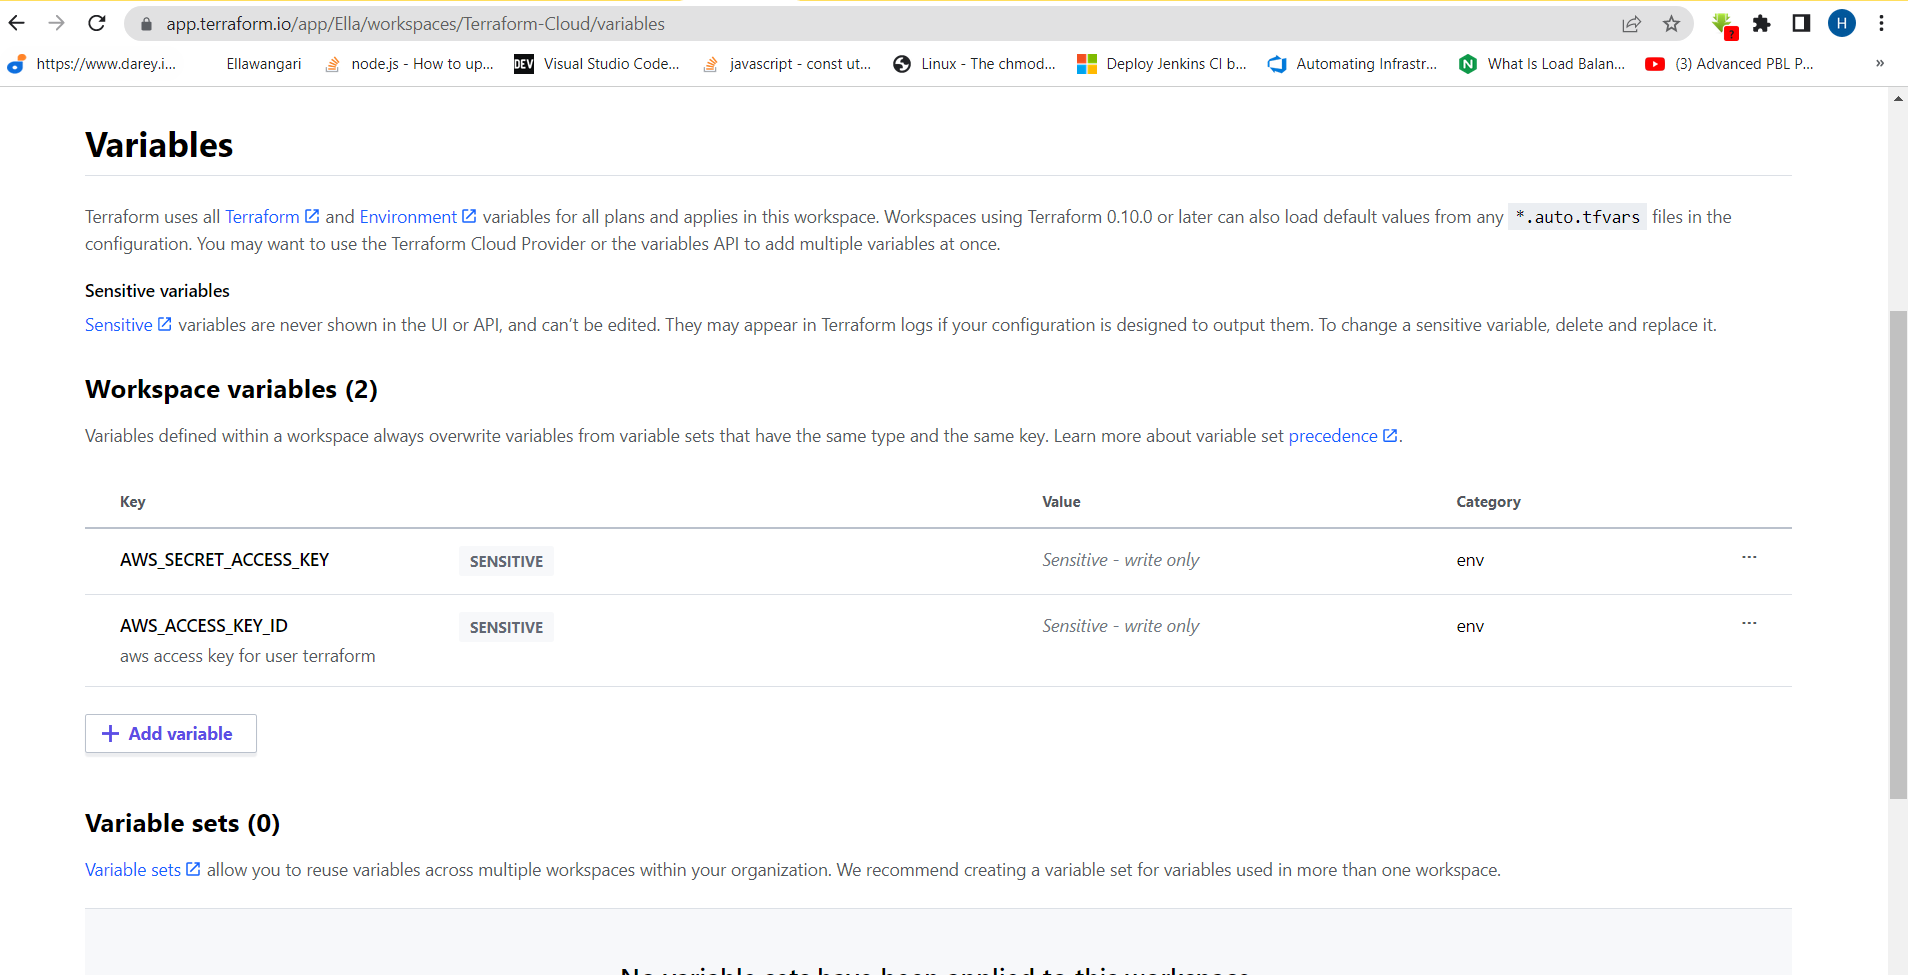 app.terraform.io/app/Ella/workspaces/Terraform-Cloud/variables
H
https://www.darey.i... Ellawangari node.js - How to up... DEV Visual Studio Code... javascript - const ut... Linux - The chmod... Deploy Jenkins CI b... Automating Infrastr... N What Is Load Balan... (3) Advanced PBL P... »
Variables
Terraform uses all Terraform and Environment variables for all plans and applies in this workspace. Workspaces using Terraform 0.10.0 or later can also load default values from any *.auto.tfvars files in the
configuration. You may want to use the Terraform Cloud Provider or the variables API to add multiple variables at once.
Sensitive variables
Sensitive variables are never shown in the UI or API, and can't be edited. They may appear in Terraform logs if your configuration is designed to output them. To change a sensitive variable, delete and replace it.
Workspace variables (2)
Variables defined within a workspace always overwrite variables from variable sets that have the same type and the same key. Learn more about variable set precedence.
Key Value Category
AWS_SECRET_ACCESS_KEY SENSITIVE Sensitive - write only env ...
AWS_ACCESS_KEY_ID SENSITIVE Sensitive - write only env ...
aws access key for user terraform
+ Add variable
Variable sets (0)
Variable sets allow you to reuse variables across multiple workspaces within your organization. We recommend creating a variable set for variables used in more than one workspace.
No variable sets have been applied to this workspace